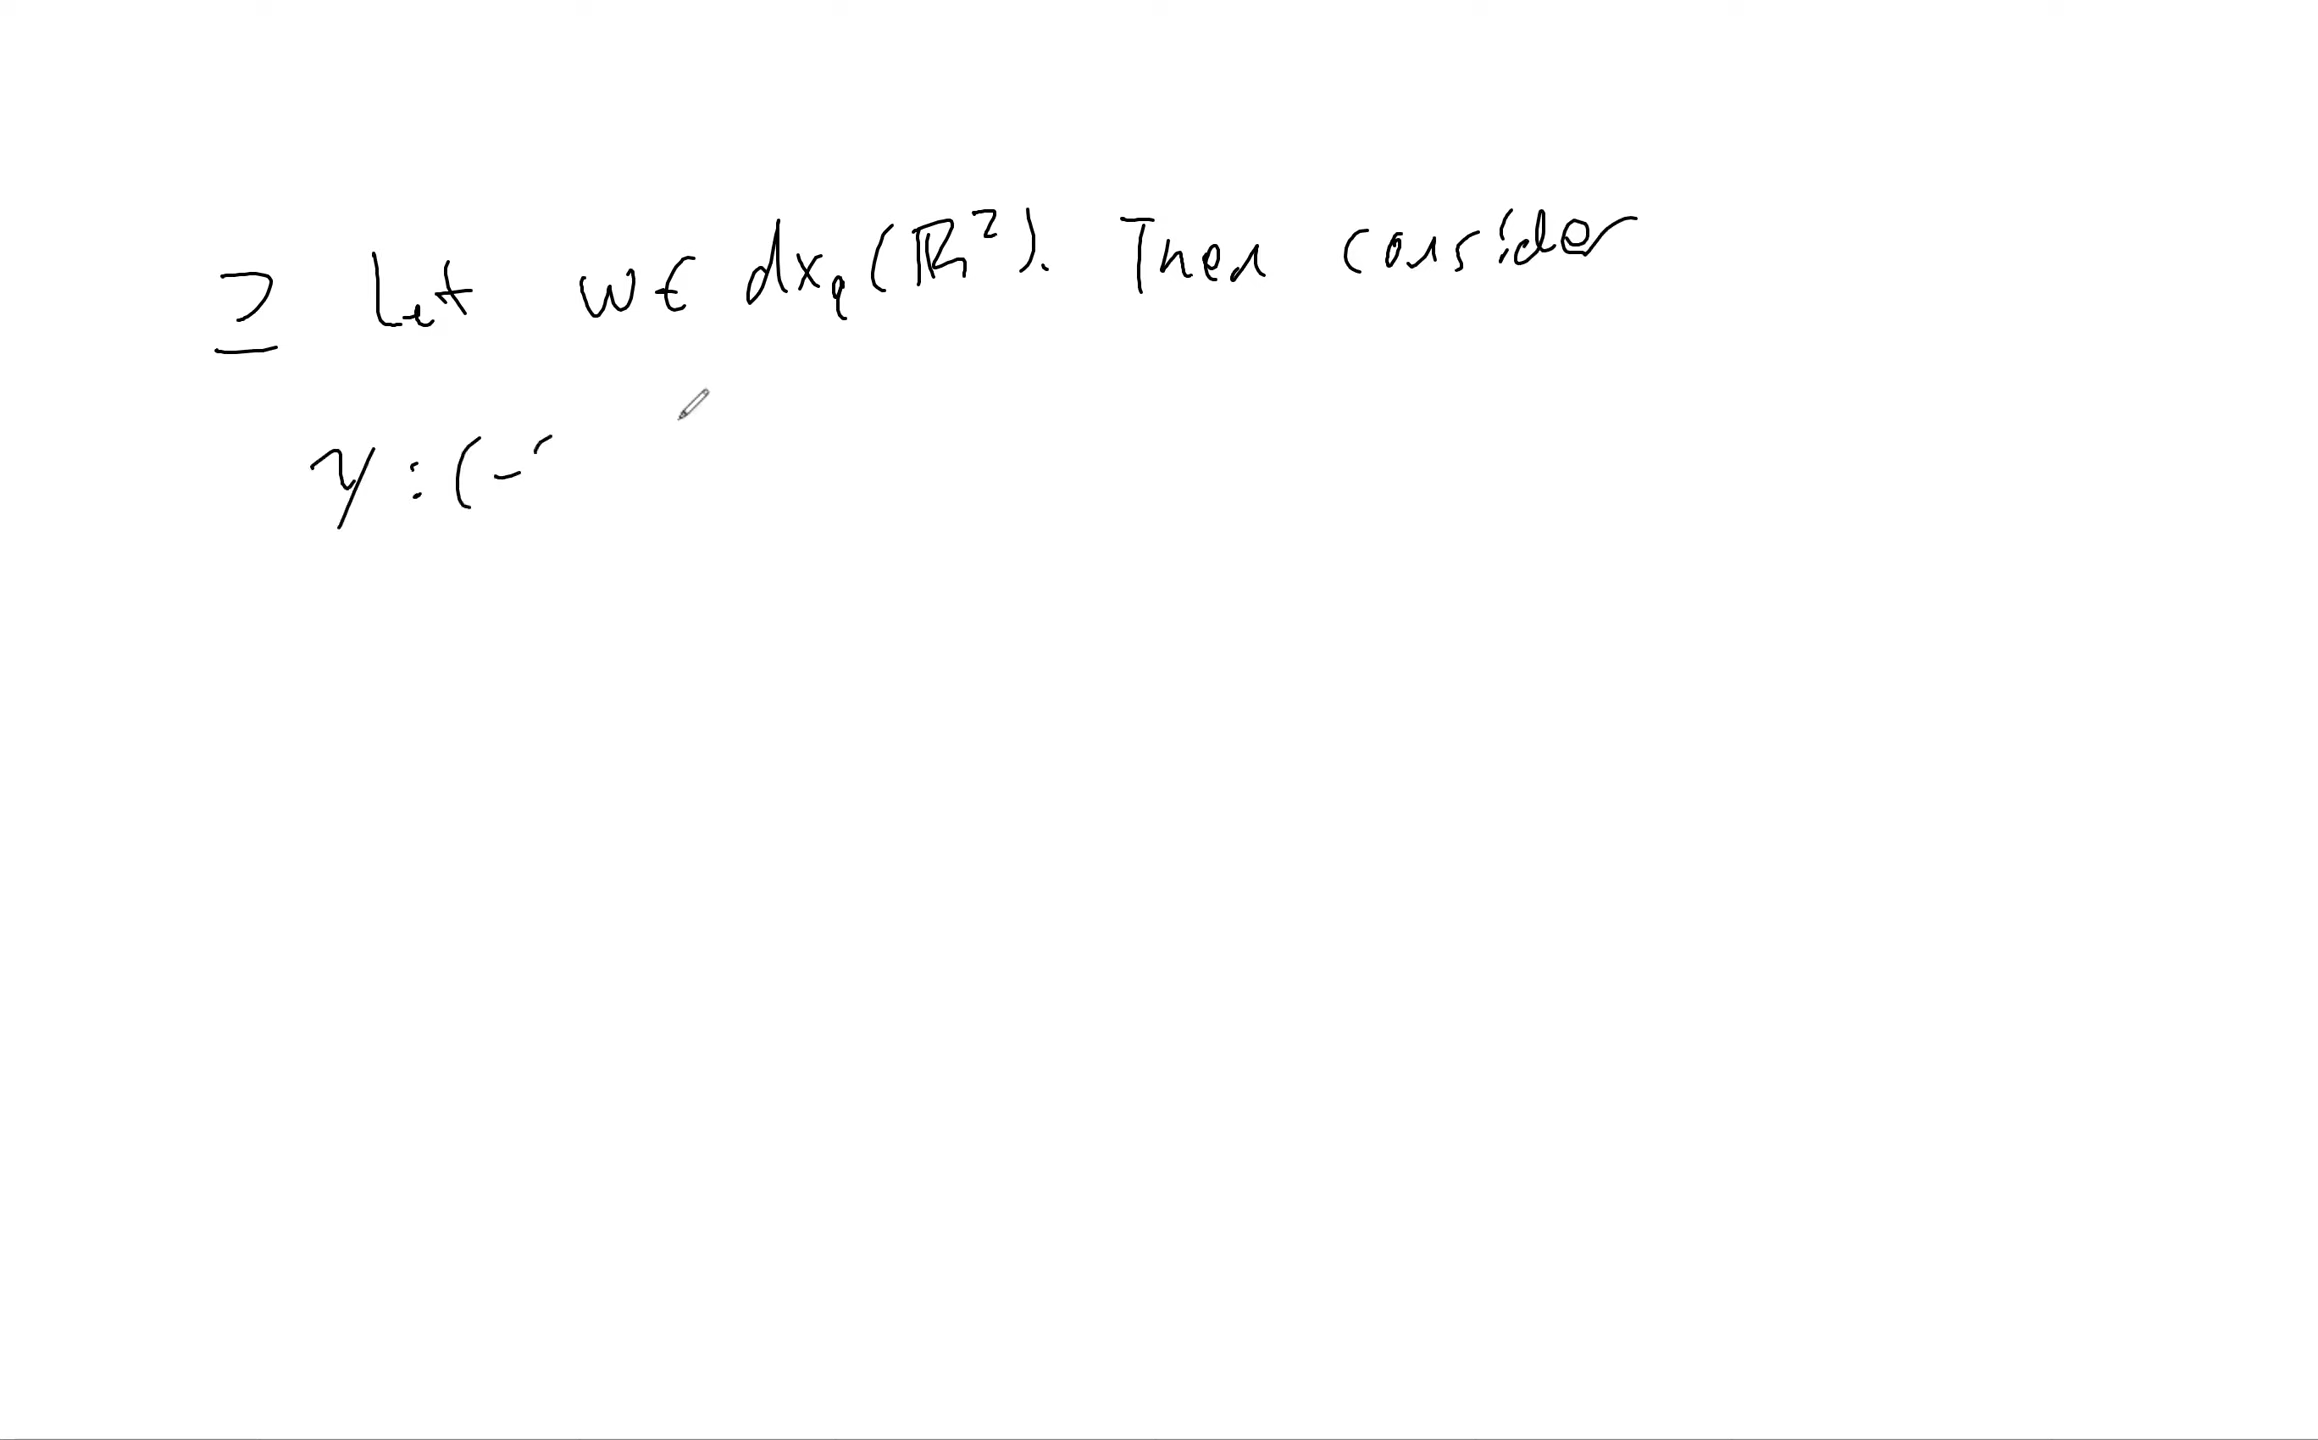 ⊇ Let w ∈ dx_q(ℝ²). Then consider
γ : (-